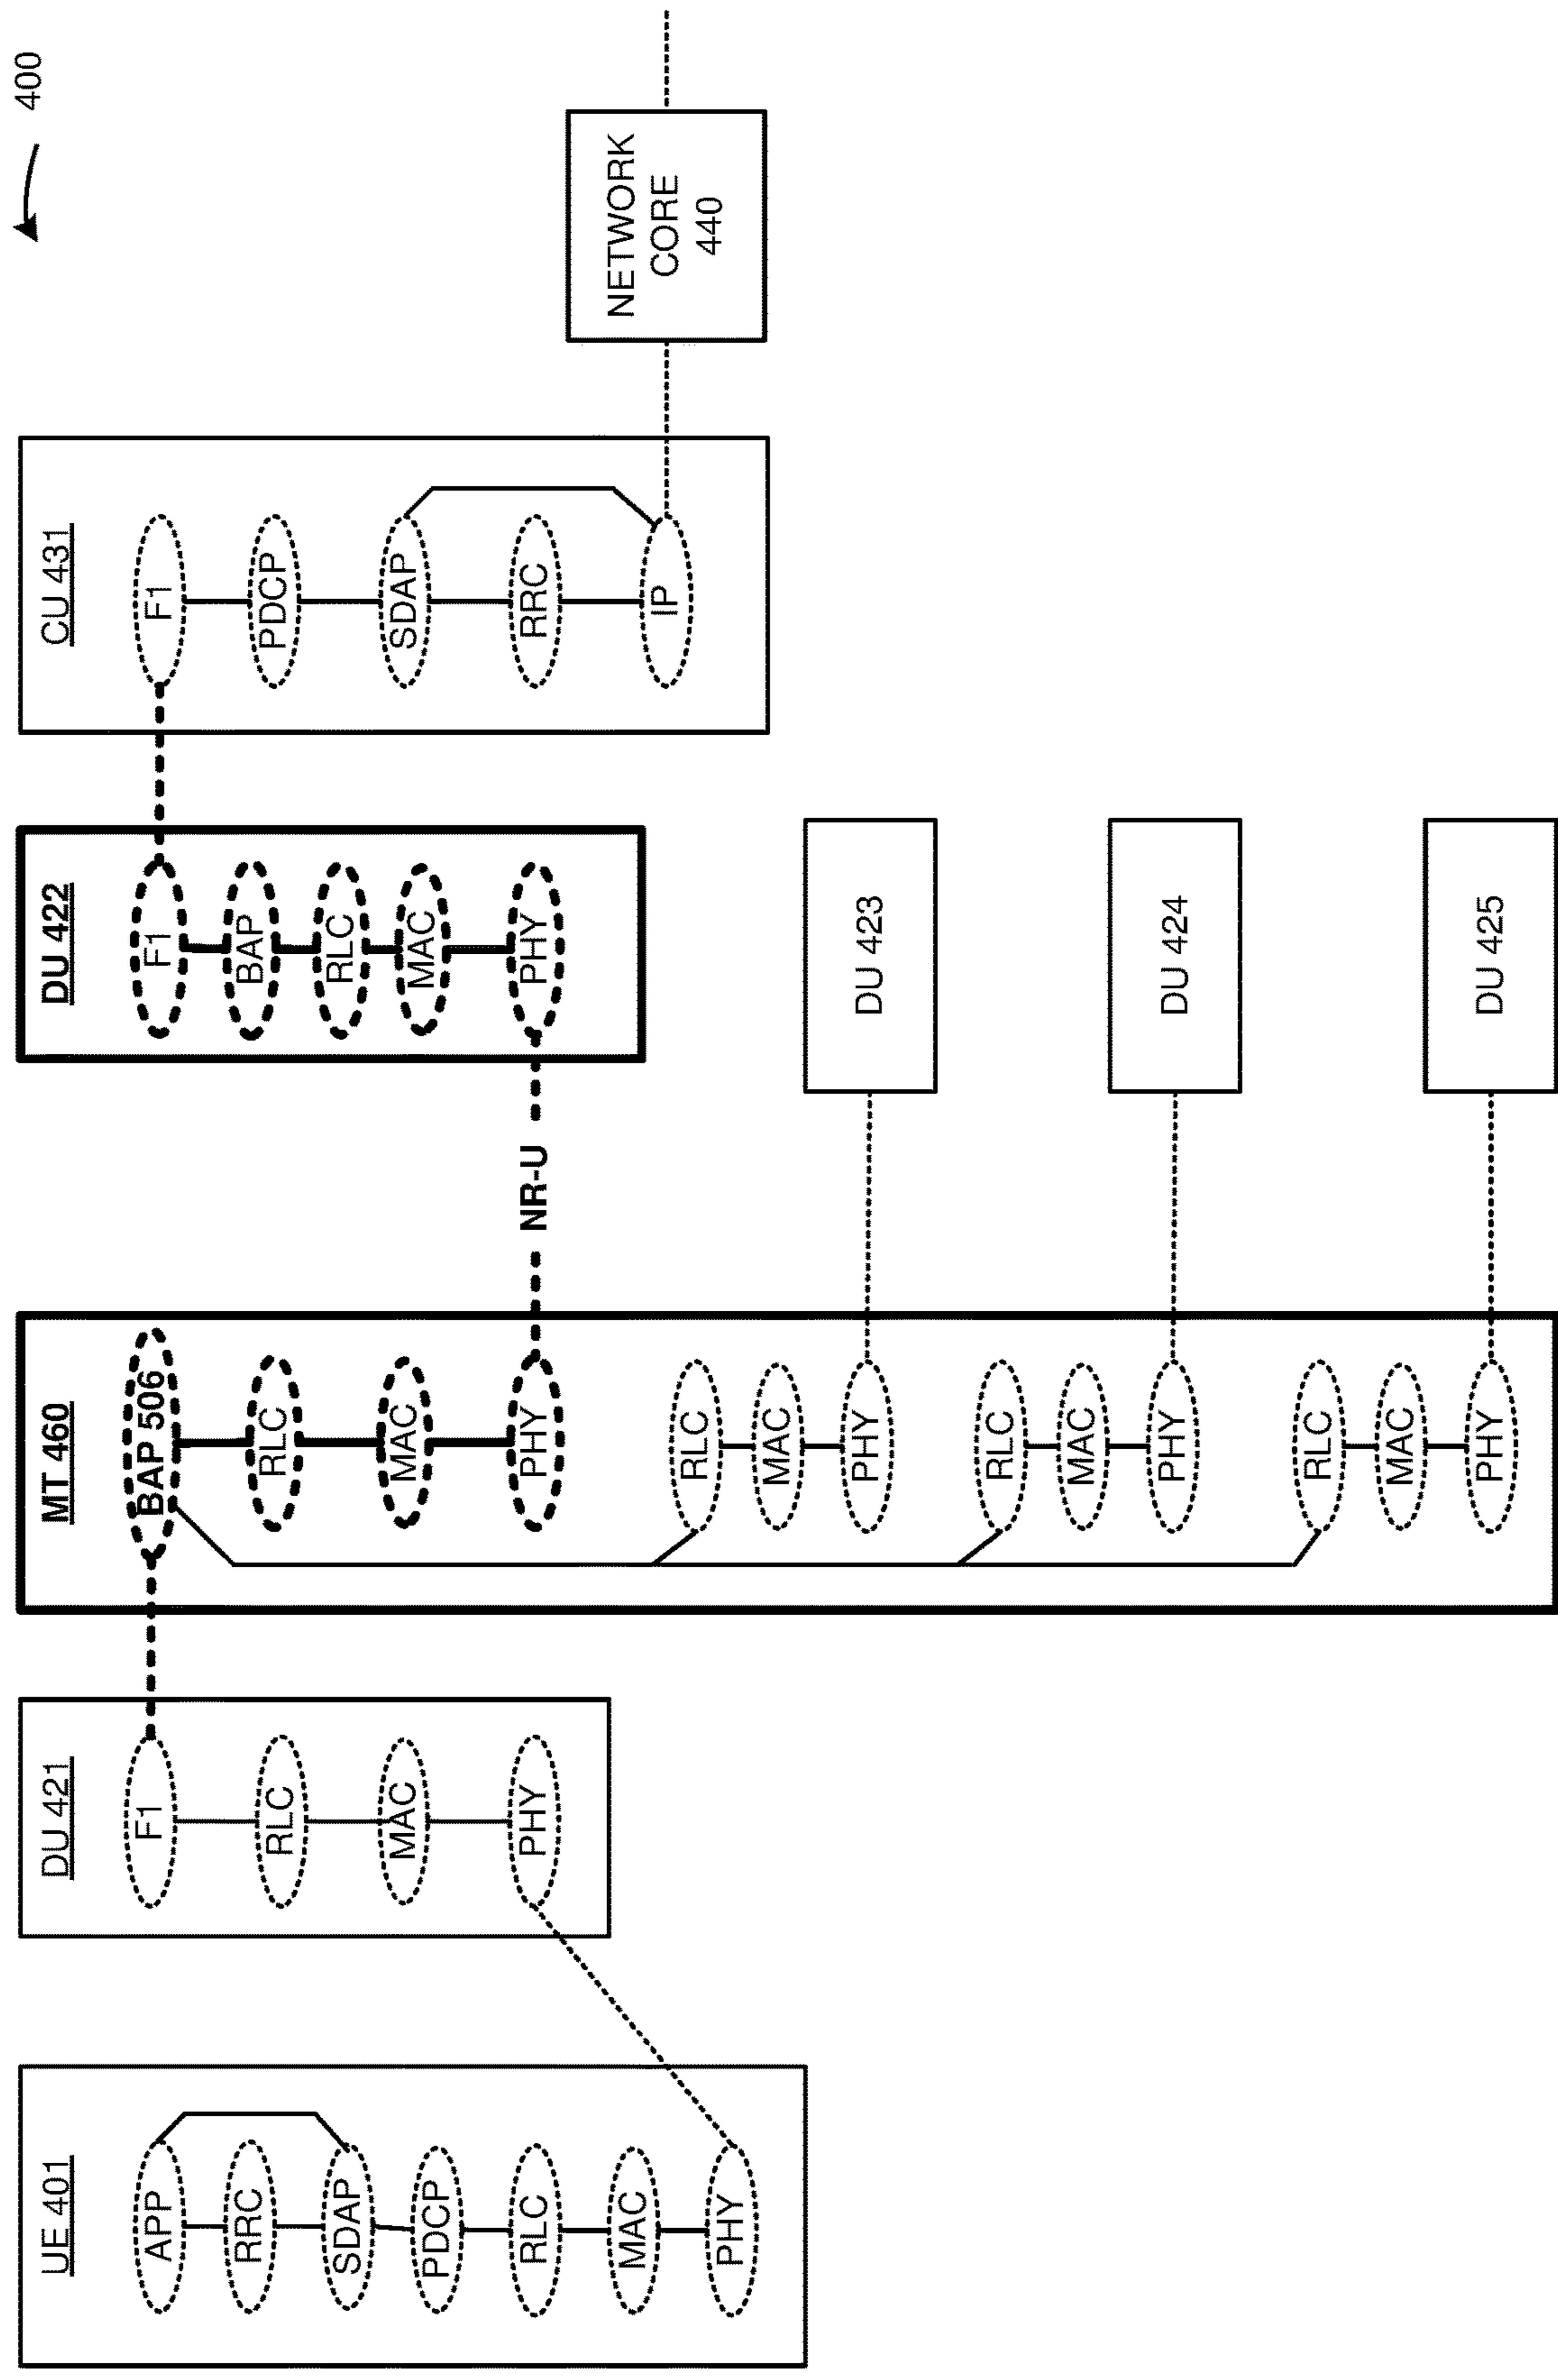 400
UE 401
APP
RRC
SDAP
PDCP
RLC
MAC
PHY
DU 421
F1
RLC
MAC
PHY
MT 460
BAP 506
RLC
MAC
PHY
RLC
MAC
PHY
RLC
MAC
PHY
RLC
MAC
PHY
NR-U
DU 422
F1
BAP
RLC
MAC
PHY
DU 423
DU 424
DU 425
CU 431
F1
PDCP
SDAP
RRC
IP
NETWORK
CORE
440